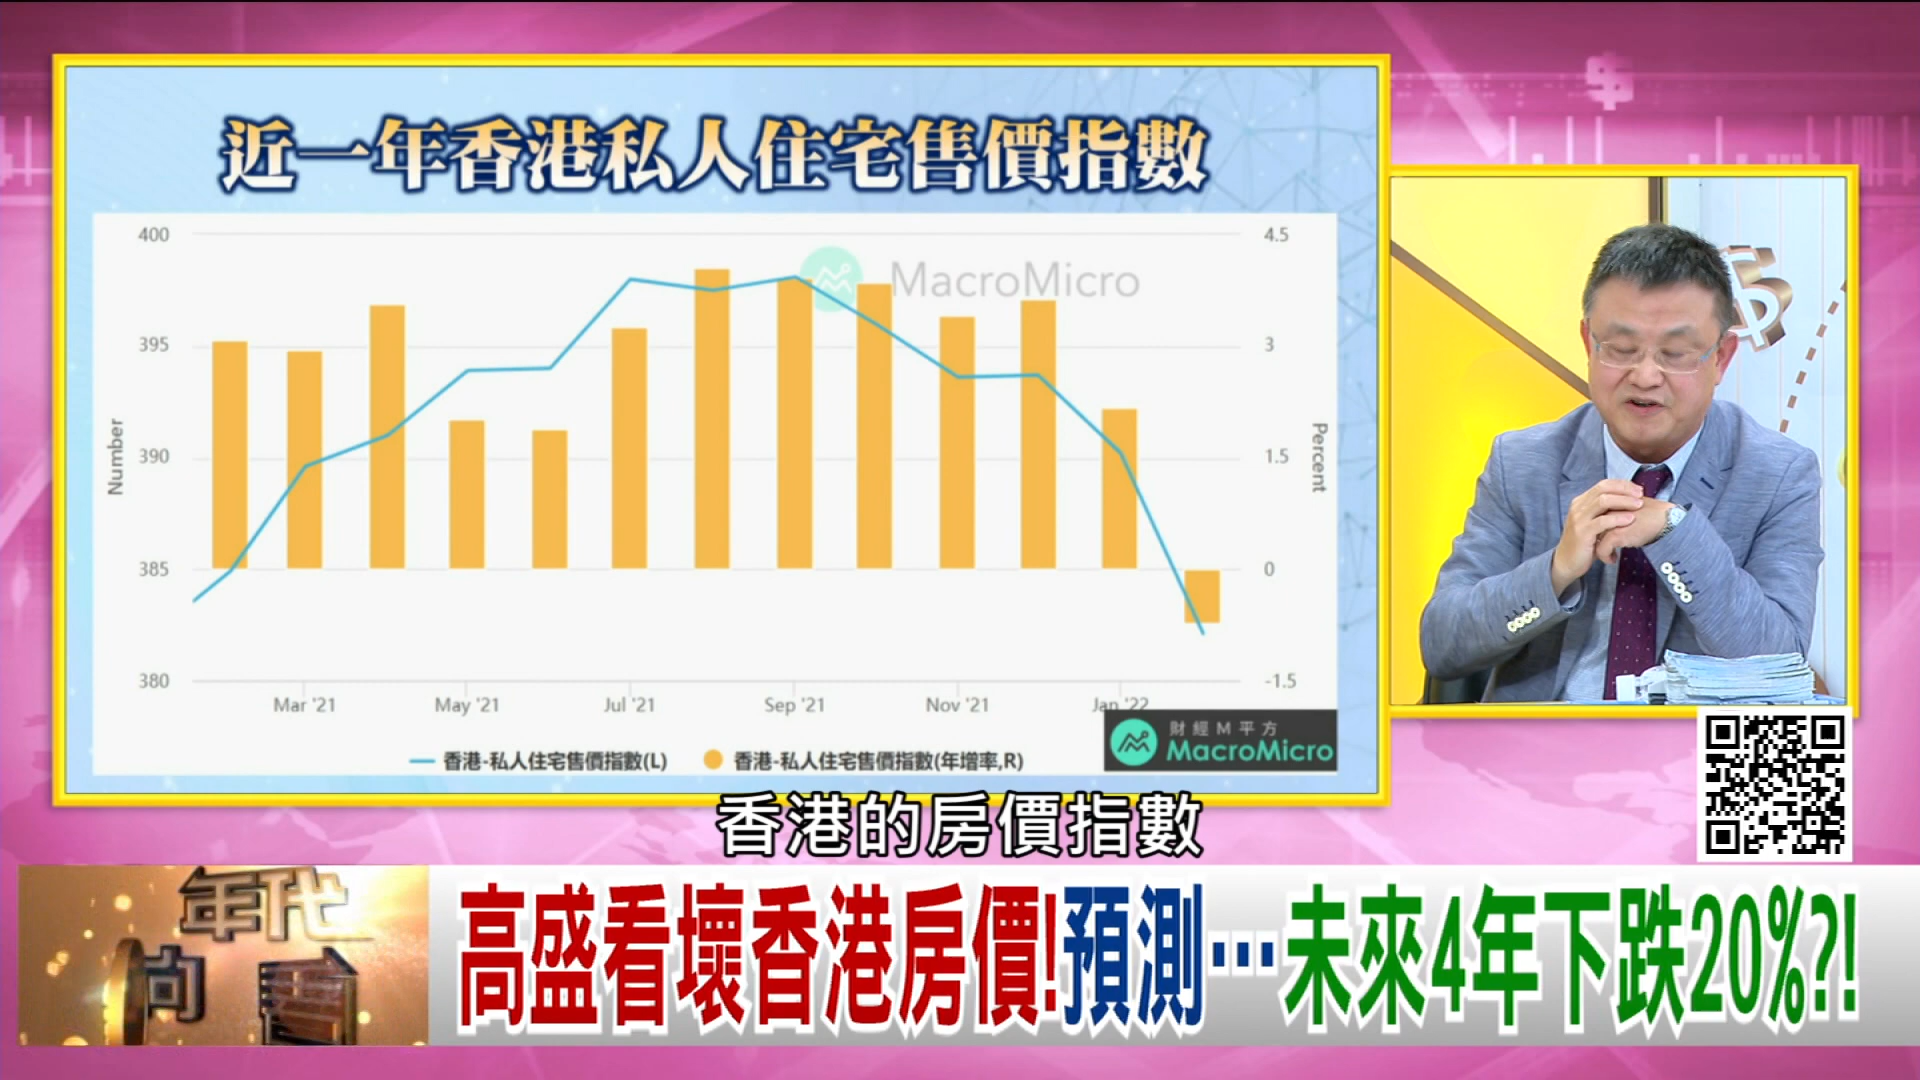 近一年香港私人住宅售價指數
400
4.5
MacroMicro
395
3
390
1.5
Number
Percent
385
0
380
-1.5
Mar '21
May '21
Jul '21
Sep '21
Nov '21
Jan '22
香港-私人住宅售價指數(L)
香港-私人住宅售價指數(年增率,R)
財經M平方
MacroMicro
香港的房價指數
年代
向錢
高盛看壞香港房價!預測…未來4年下跌20%?!